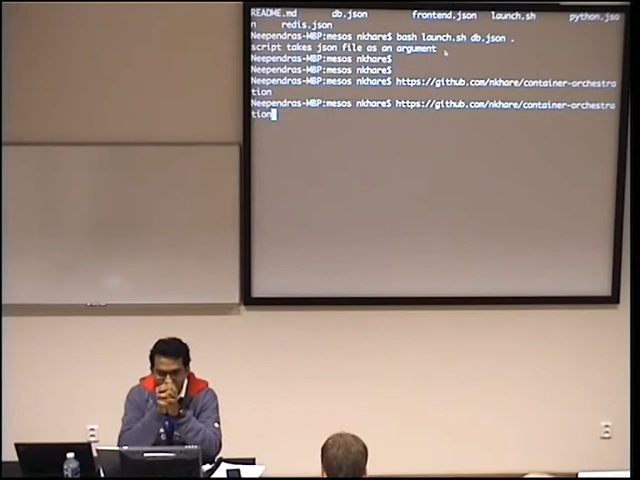 README.md db.json frontend.json launch.sh python.jso
n redis.json
Neependras-MBP:mesos nkhare$ bash launch.sh db.json .
script takes json file as an argument
Neependras-MBP:mesos nkhare$
Neependras-MBP:mesos nkhare$
Neependras-MBP:mesos nkhare$ https://github.com/nkhare/container-orchestra
tion
Neependras-MBP:mesos nkhare$ https://github.com/nkhare/container-orchestra
tion